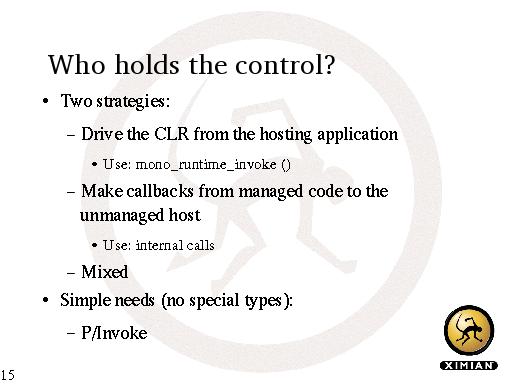 Who holds the control?
• Two strategies:
– Drive the CLR from the hosting application
• Use: mono_runtime_invoke ()
– Make callbacks from managed code to the
unmanaged host
• Use: internal calls
– Mixed
• Simple needs (no special types):
– P/Invoke
XIMIAN
15